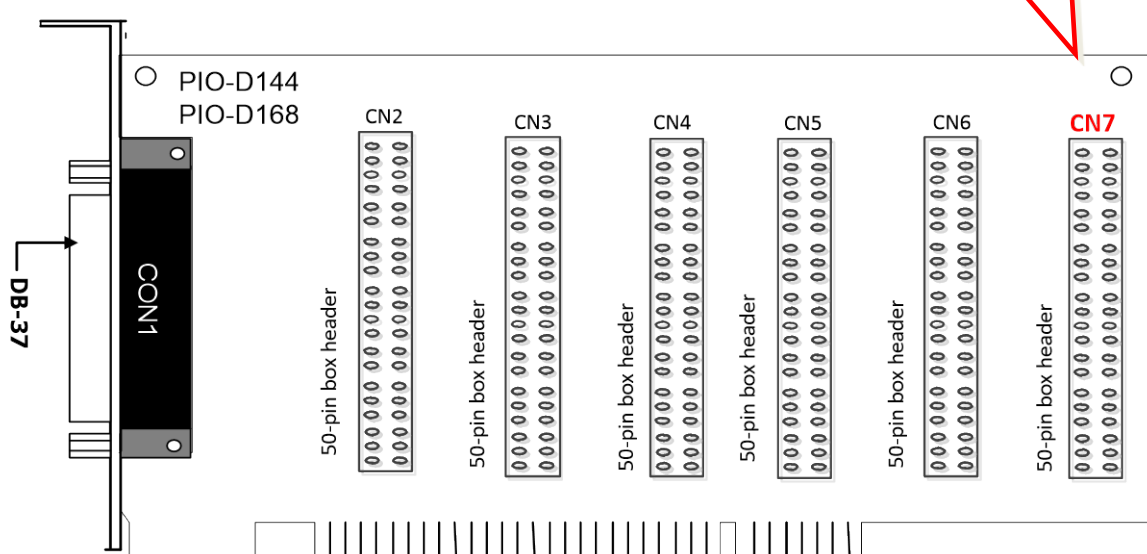 PIO-D144
PIO-D168
CN2
CN3
CN4
CN5
CN6
CN7
DB-37
CON1
50-pin box header
50-pin box header
50-pin box header
50-pin box header
50-pin box header
50-pin box header